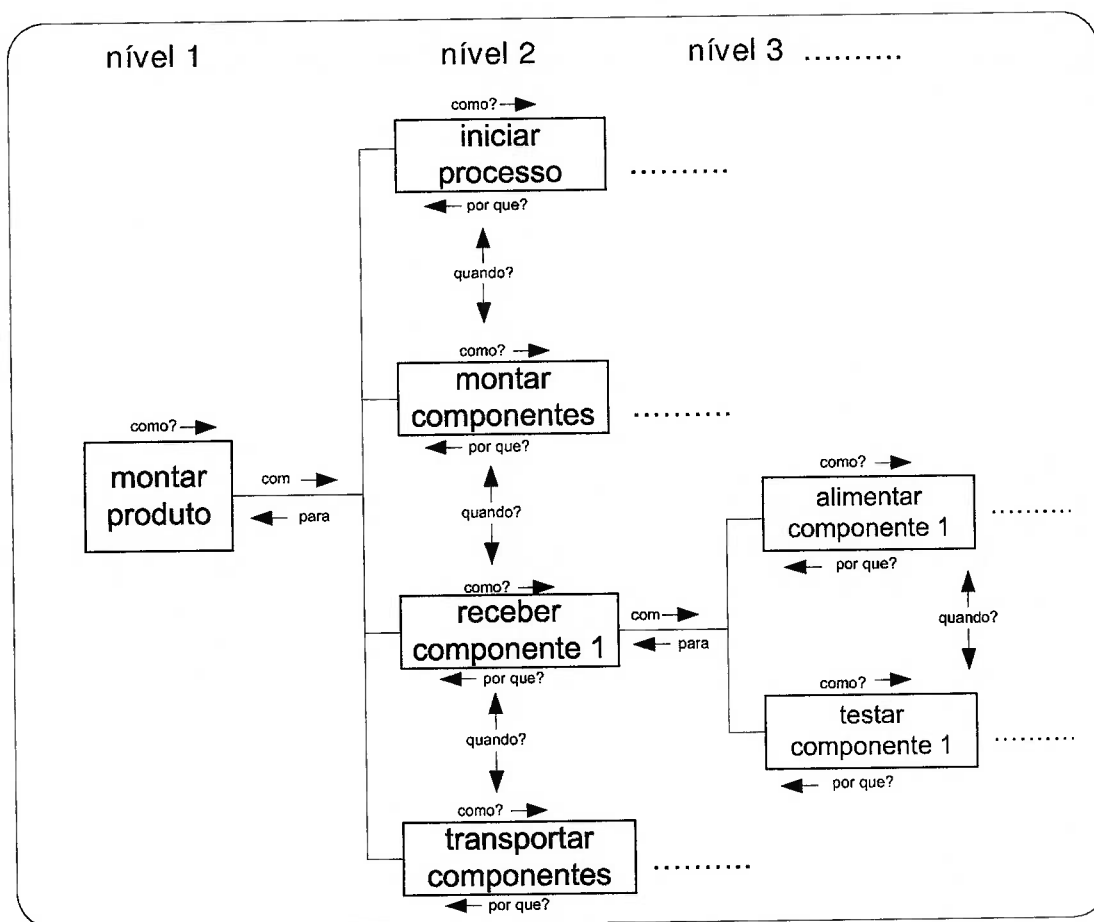 nível 1
nível 2
nível 3 ..........
como?
iniciar
processo
..........
por que?
quando?
como?
montar
componentes
..........
por que?
como?
montar
produto
com
para
quando?
como?
receber
componente 1
por que?
com
para
como?
alimentar
componente 1
.........
por que?
quando?
como?
testar
componente 1
.........
por que?
quando?
como?
transportar
componentes
..........
por que?